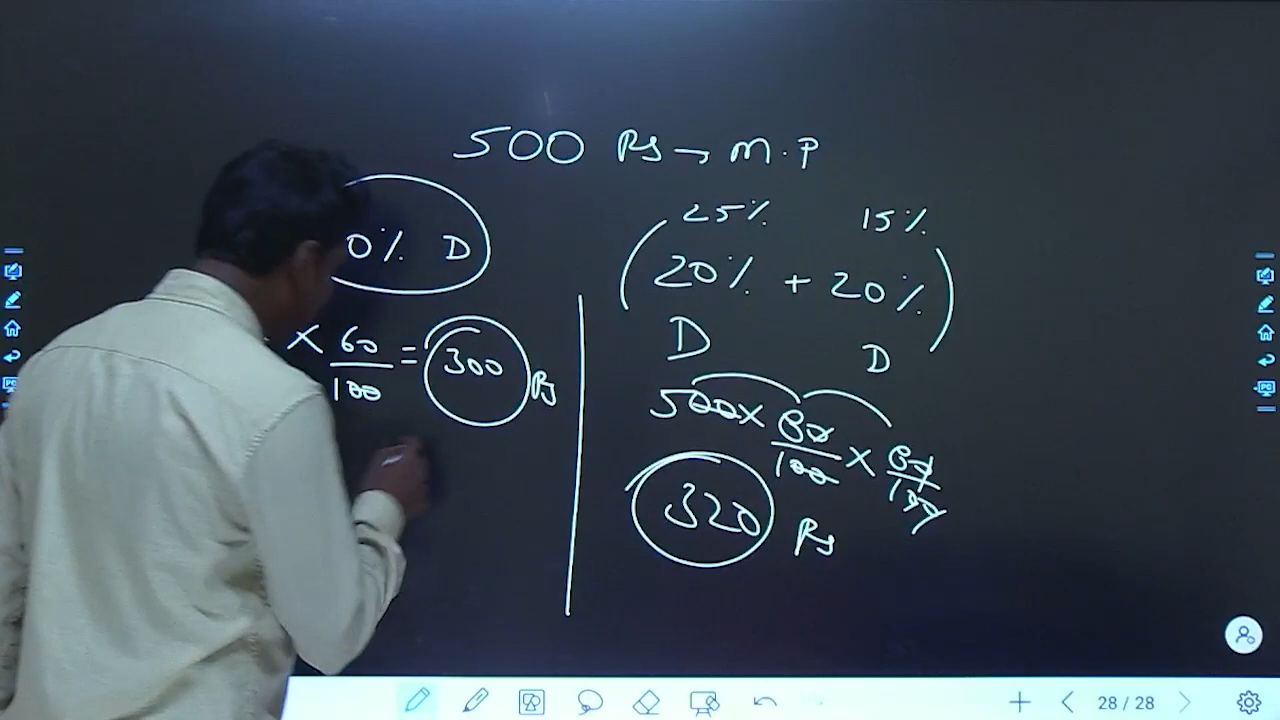 500 Rs → M.P
0% D
× 60/100 = 300 Rs
25% 15%
(20% + 20%)
D D
500 × 80/100 × 80/100
320 Rs
28 / 28